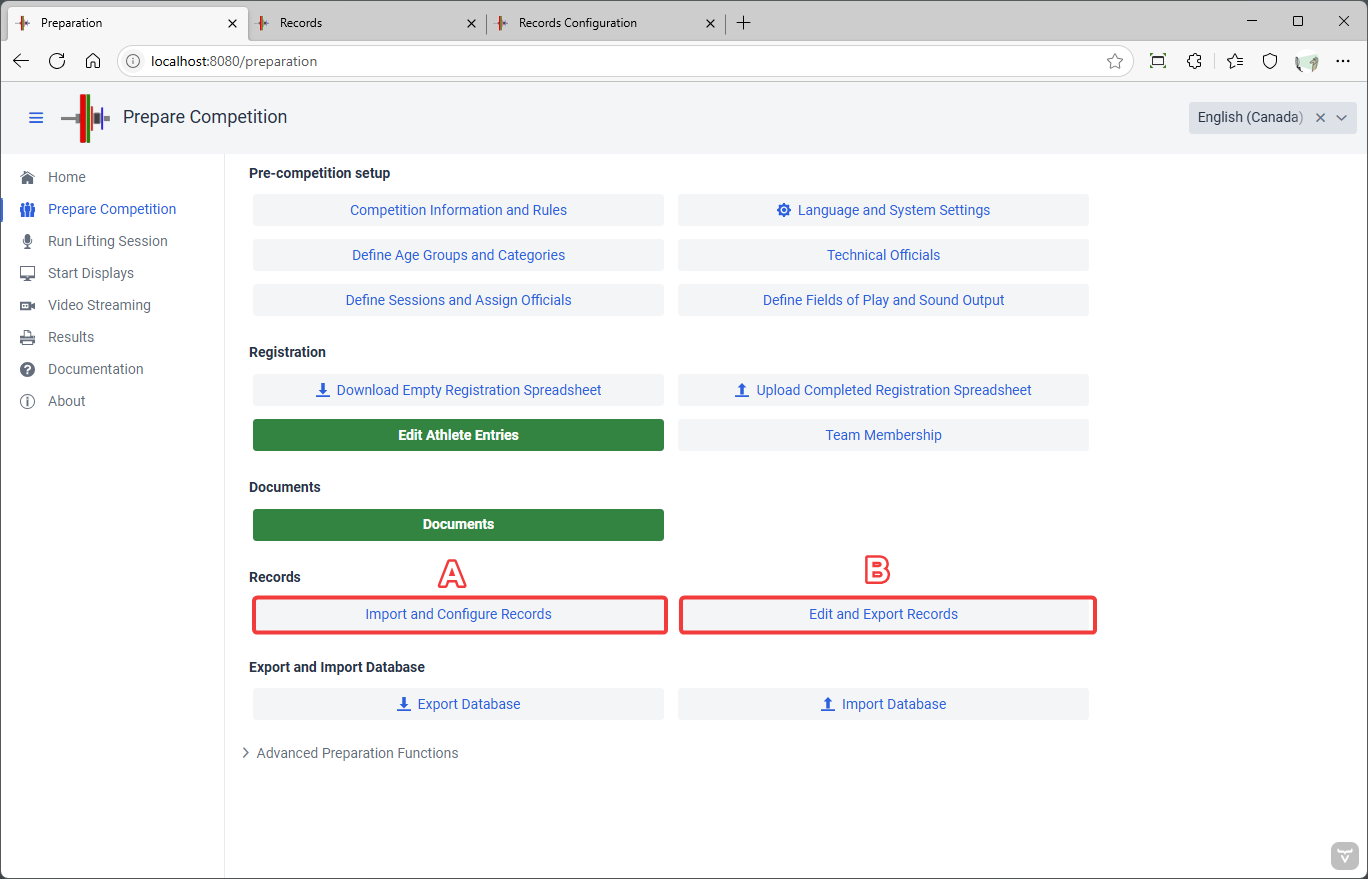 Preparation
Records
Records Configuration
localhost:8080/preparation
Prepare Competition
English (Canada)
Home
Prepare Competition
Run Lifting Session
Start Displays
Video Streaming
Results
Documentation
About
Pre-competition setup
Competition Information and Rules
Language and System Settings
Define Age Groups and Categories
Technical Officials
Define Sessions and Assign Officials
Define Fields of Play and Sound Output
Registration
Download Empty Registration Spreadsheet
Upload Completed Registration Spreadsheet
Edit Athlete Entries
Team Membership
Documents
Documents
Records
A
B
Import and Configure Records
Edit and Export Records
Export and Import Database
Export Database
Import Database
Advanced Preparation Functions